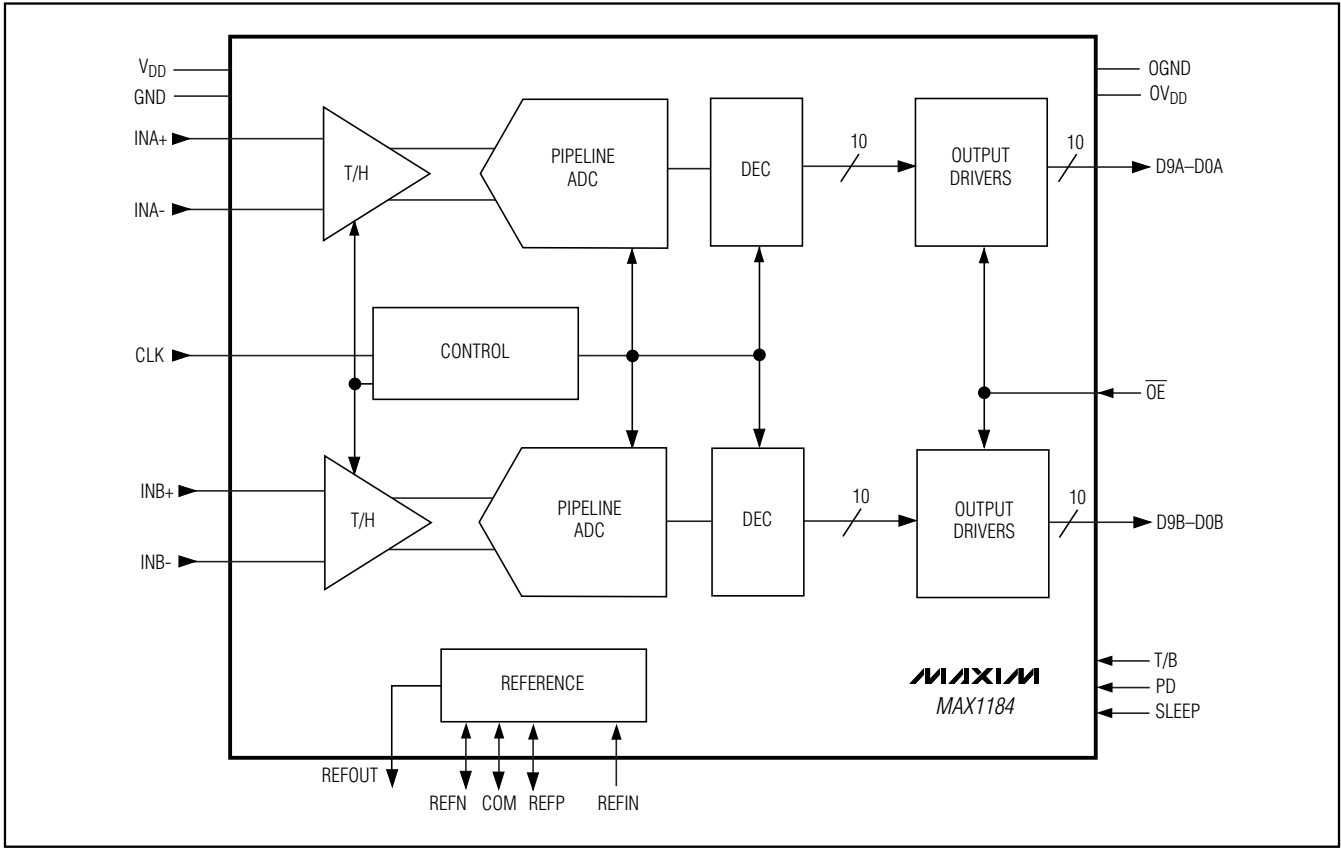 VDD
GND
OGND
OVDD
INA+
INA-
T/H
PIPELINE
ADC
DEC
10
OUTPUT
DRIVERS
10
D9A–D0A
CLK
CONTROL
OE
INB+
INB-
T/H
PIPELINE
ADC
DEC
10
OUTPUT
DRIVERS
10
D9B–D0B
REFERENCE
MAXIM
MAX1184
T/B
PD
SLEEP
REFOUT
REFN COM REFP REFIN